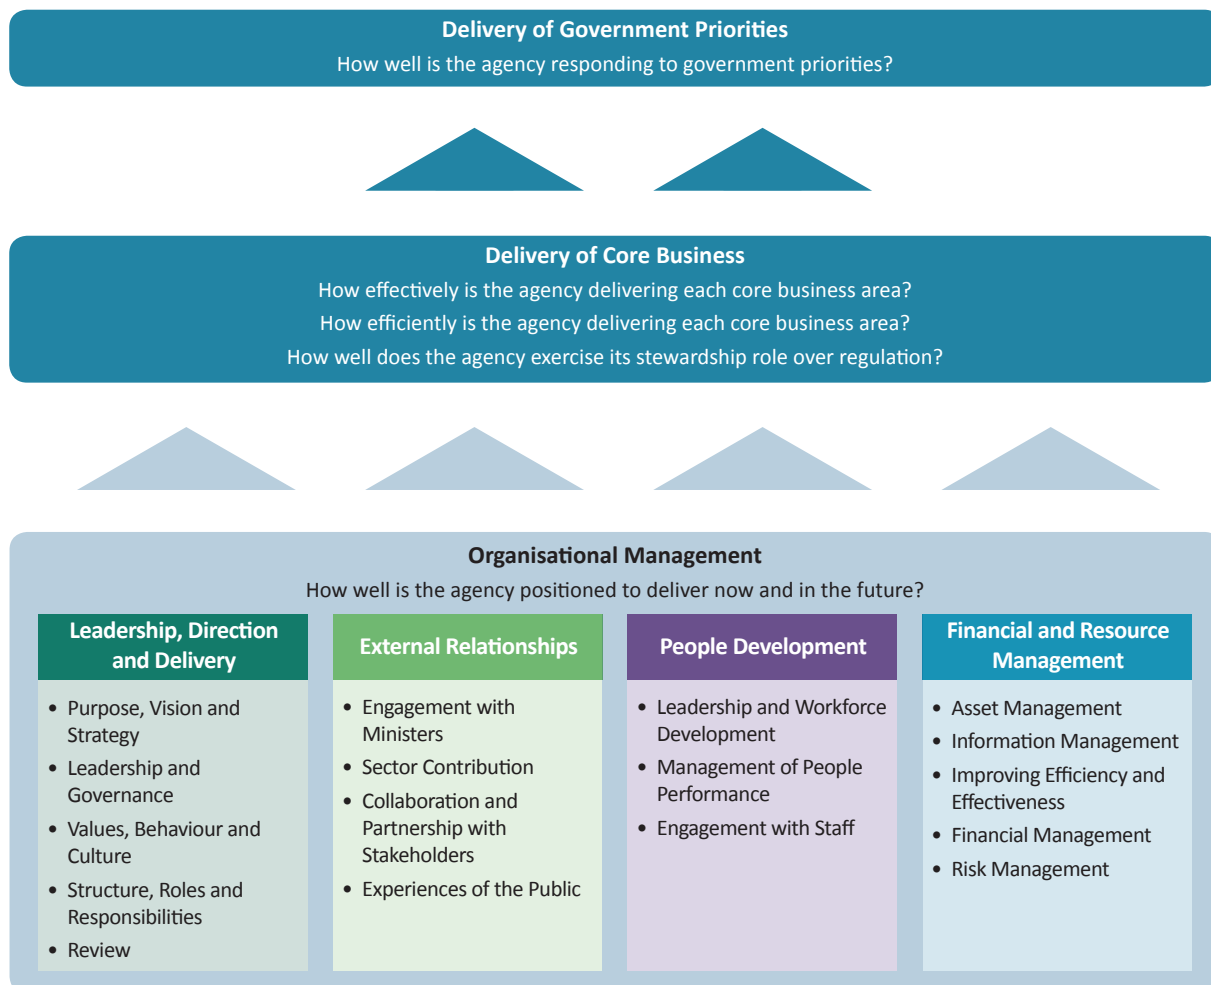 Delivery of Government Priorities
How well is the agency responding to government priorities?
Delivery of Core Business
How effectively is the agency delivering each core business area?
How efficiently is the agency delivering each core business area?
How well does the agency exercise its stewardship role over regulation?
Organisational Management
How well is the agency positioned to deliver now and in the future?
Leadership, Direction
and Delivery
• Purpose, Vision and
Strategy
• Leadership and
Governance
• Values, Behaviour and
Culture
• Structure, Roles and
Responsibilities
• Review
External Relationships
• Engagement with
Ministers
• Sector Contribution
• Collaboration and
Partnership with
Stakeholders
• Experiences of the Public
People Development
• Leadership and Workforce
Development
• Management of People
Performance
• Engagement with Staff
Financial and Resource
Management
• Asset Management
• Information Management
• Improving Efficiency and
Effectiveness
• Financial Management
• Risk Management